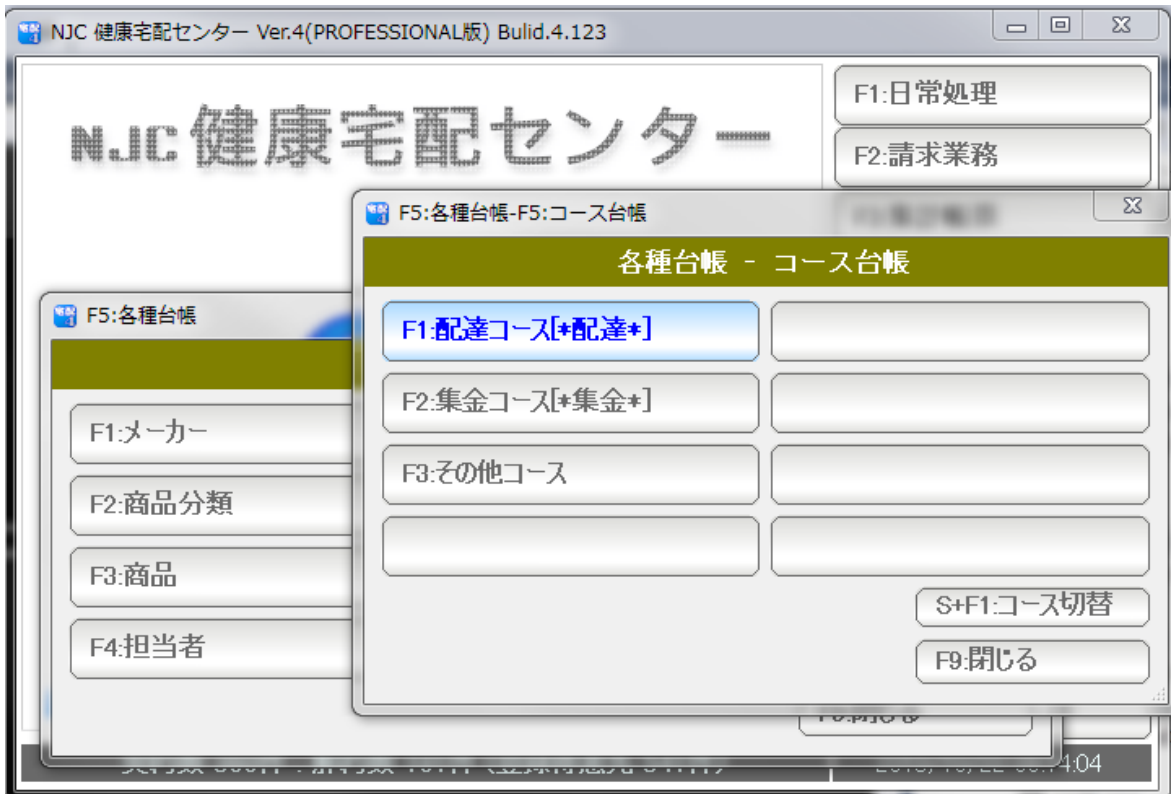 NJC 健康宅配センター Ver.4(PROFESSIONAL版) Bulid.4.123
NJC 健康宅配センター
F1:日常処理
F2:請求業務
F5:各種台帳-F5:コース台帳
各種台帳 - コース台帳
F1:配達コース[*配達*]
F2:集金コース[*集金*]
F3:その他コース
S+F1:コース切替
F9:閉じる
F5:各種台帳
F1:メーカー
F2:商品分類
F3:商品
F4:担当者